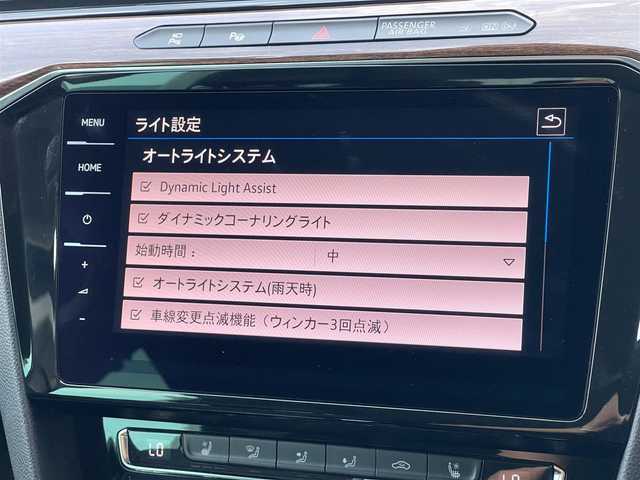 PASSENGER
AIR BAG
ON
MENU
ライト設定
オートライトシステム
HOME
Dynamic Light Assist
ダイナミックコーナリングライト
始動時間: 中
+
オートライトシステム(雨天時)
-
車線変更点滅機能(ウィンカー3回点滅)
LO
LO